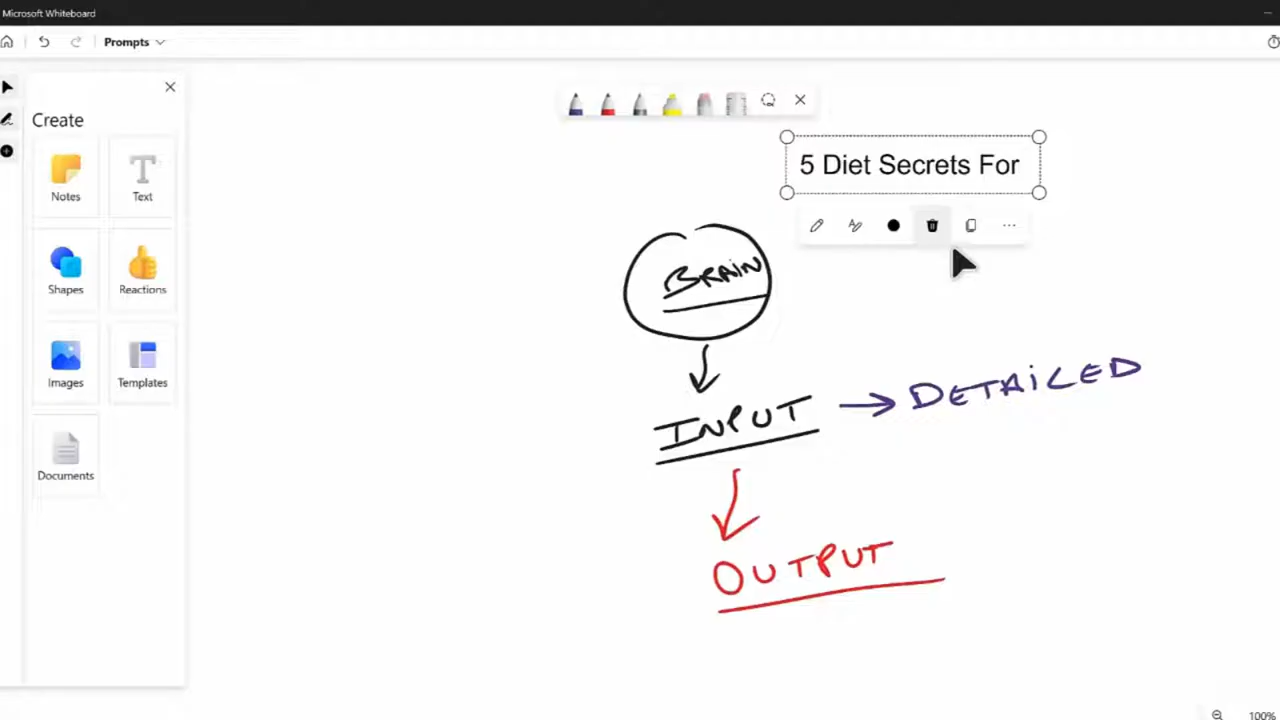 Microsoft Whiteboard
Prompts
Create
5 Diet Secrets For
Notes
Text
BRAIN
Shapes
Reactions
Images
Templates
INPUT → DETAILED
Documents
OUTPUT
100%